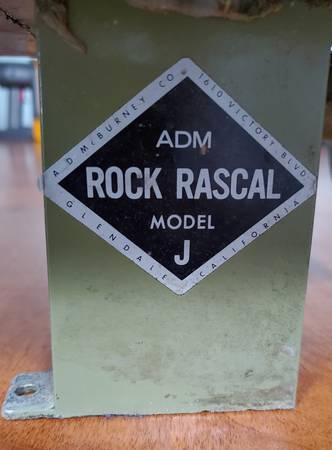 A D McBURNEY CO
1610 VICTORY BLVD
ADM
ROCK RASCAL
MODEL
J
GLENDALE CALIFORNIA